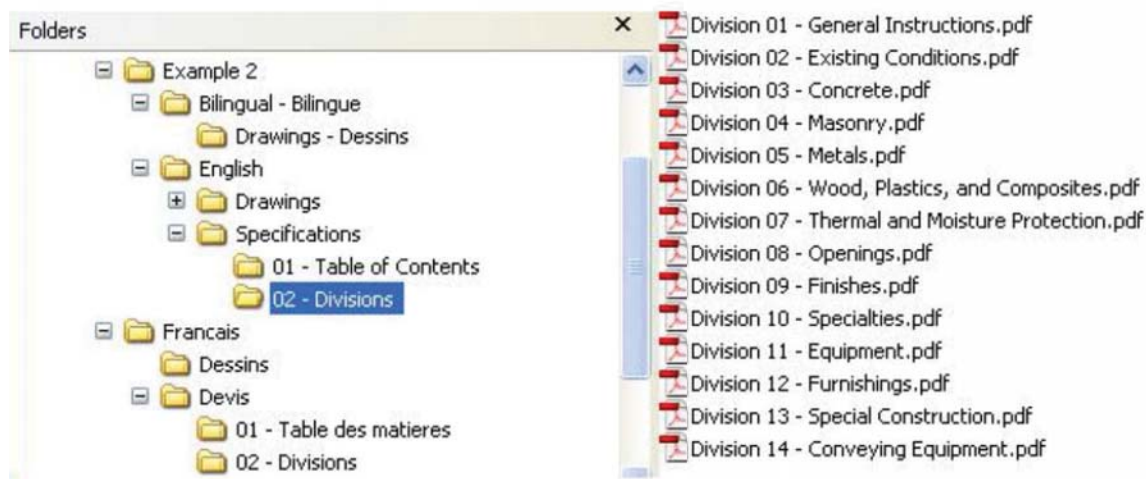 Folders
Example 2
Bilingual - Bilingue
Drawings - Dessins
English
Drawings
Specifications
01 - Table of Contents
02 - Divisions
Francais
Dessins
Devis
01 - Table des matieres
02 - Divisions
Division 01 - General Instructions.pdf
Division 02 - Existing Conditions.pdf
Division 03 - Concrete.pdf
Division 04 - Masonry.pdf
Division 05 - Metals.pdf
Division 06 - Wood, Plastics, and Composites.pdf
Division 07 - Thermal and Moisture Protection.pdf
Division 08 - Openings.pdf
Division 09 - Finishes.pdf
Division 10 - Specialties.pdf
Division 11 - Equipment.pdf
Division 12 - Furnishings.pdf
Division 13 - Special Construction.pdf
Division 14 - Conveying Equipment.pdf